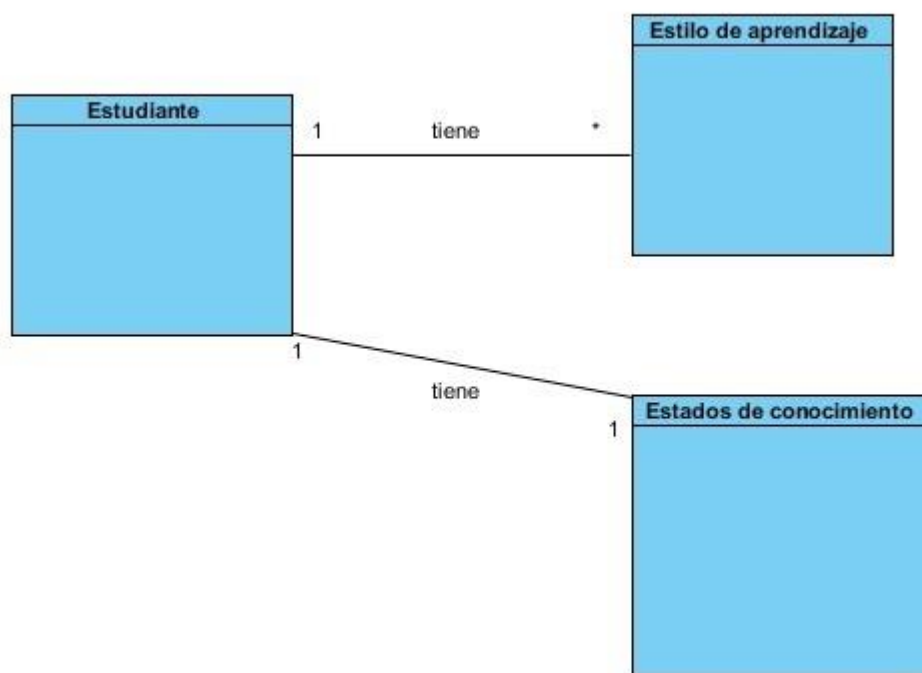 Estilo de aprendizaje
Estudiante
1 tiene *
1
tiene
Estados de conocimiento
1